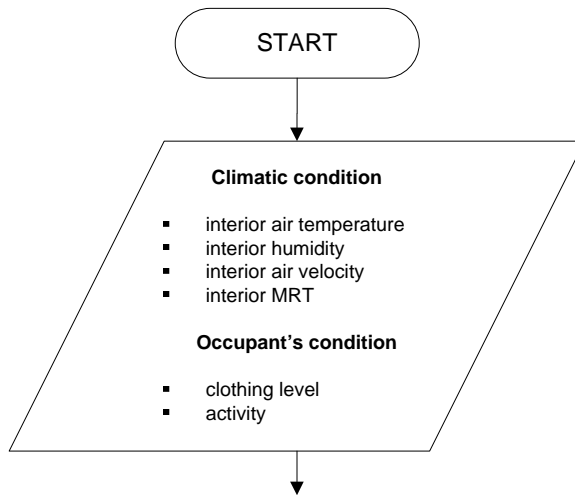 START
Climatic condition
▪ interior air temperature
▪ interior humidity
▪ interior air velocity
▪ interior MRT
Occupant's condition
▪ clothing level
▪ activity